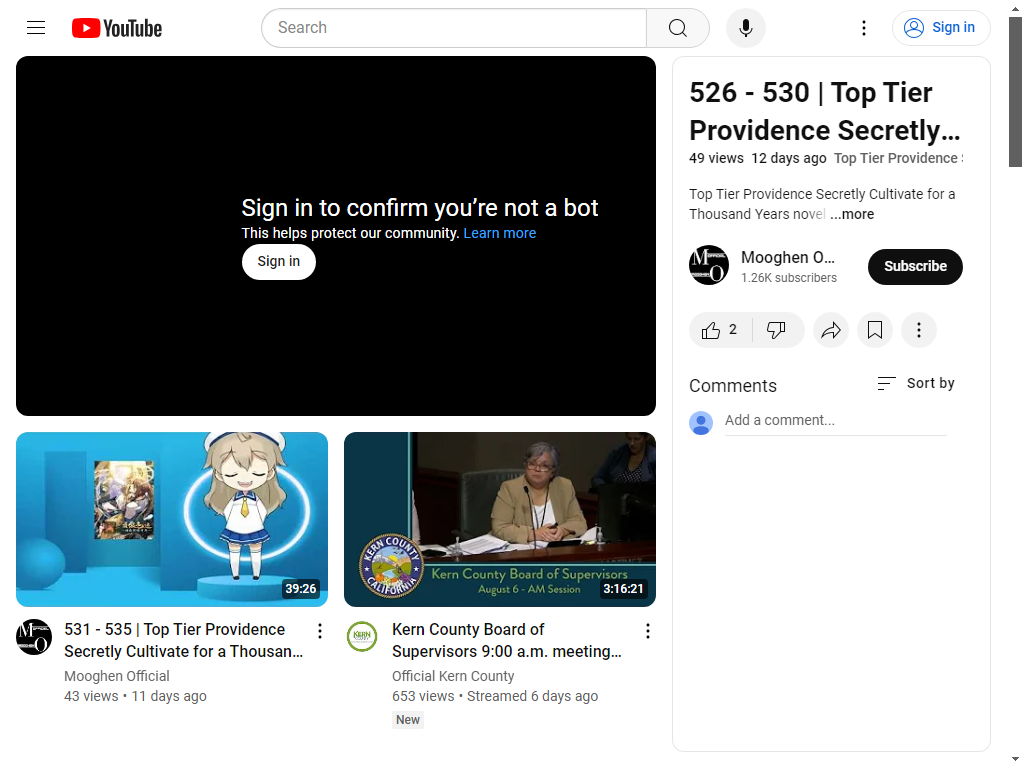 YouTube
Search
Sign in
Sign in to confirm you’re not a bot
This helps protect our community. Learn more
Sign in
526 - 530 | Top Tier
Providence Secretly…
49 views 12 days ago Top Tier Providence
Top Tier Providence Secretly Cultivate for a
Thousand Years novel ...more
Mooghen O…
1.26K subscribers
Subscribe
2
Comments
Sort by
Add a comment...
39:26
531 - 535 | Top Tier Providence
Secretly Cultivate for a Thousan…
Mooghen Official
43 views • 11 days ago
KERN COUNTY
CALIFORNIA
Kern County Board of Supervisors
August 6 - AM Session
3:16:21
KERN
Kern County Board of
Supervisors 9:00 a.m. meeting…
Official Kern County
653 views • Streamed 6 days ago
New